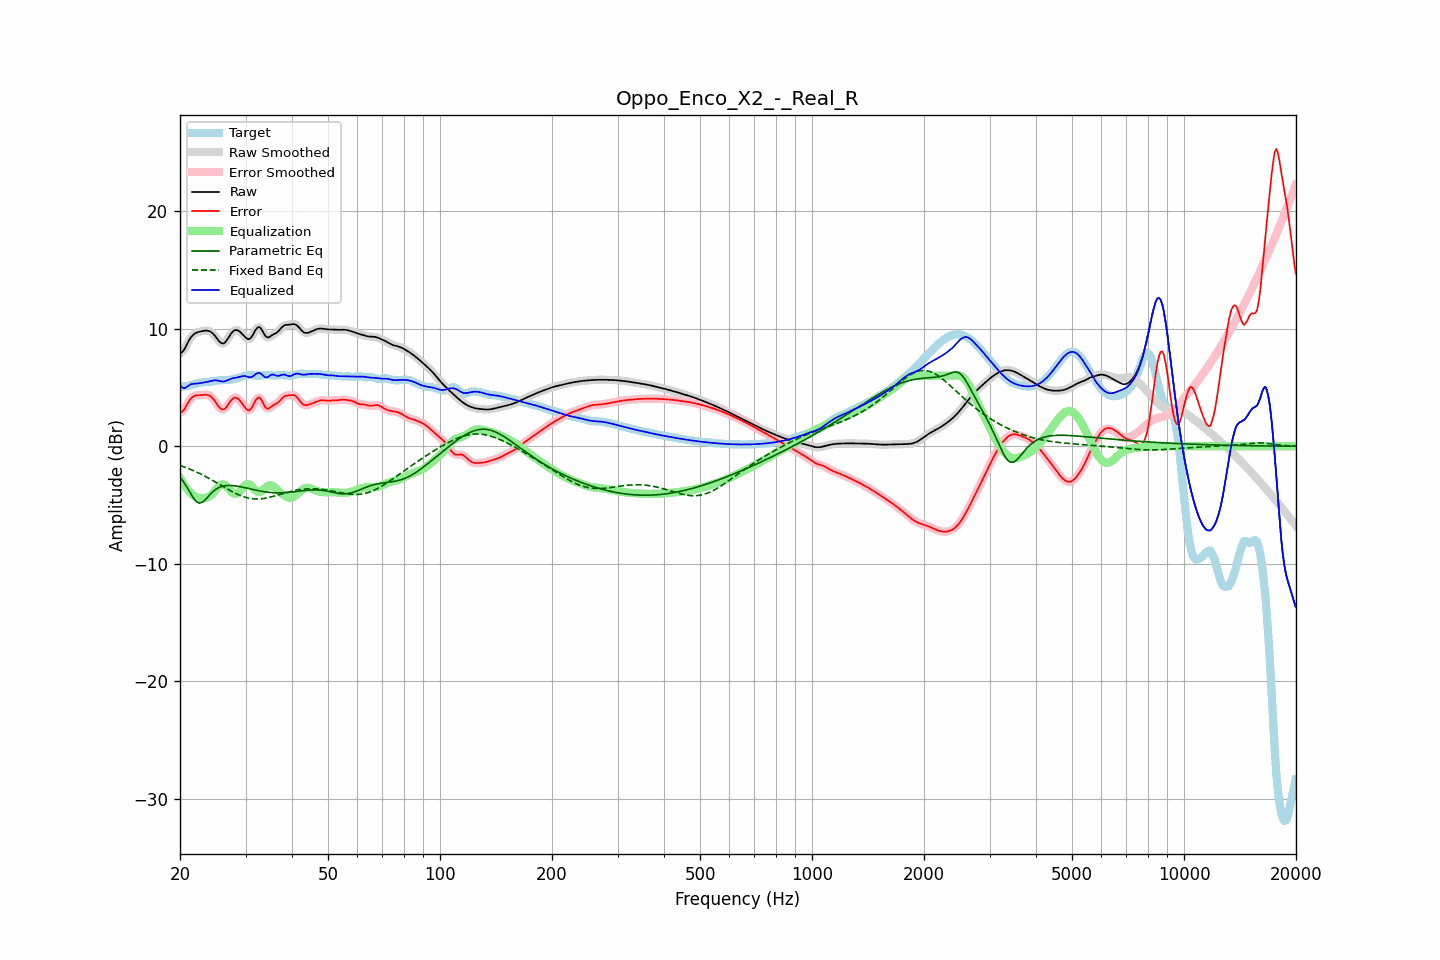 Oppo_Enco_X2_-_Real_R
Target
Raw Smoothed
Error Smoothed
Raw
Error
Equalization
Parametric Eq
Fixed Band Eq
Equalized
20
10
0
−10
−20
−30
Amplitude (dBr)
20 50 100 200 500 1000 2000 5000 10000 20000
Frequency (Hz)